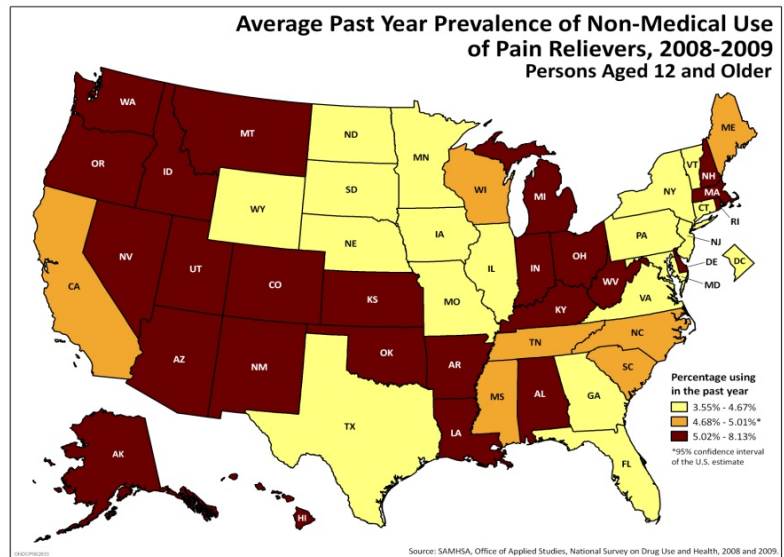 Average Past Year Prevalence of Non-Medical Use
of Pain Relievers, 2008-2009
Persons Aged 12 and Older
WA
MT
ND
MN
ME
OR
ID
SD
WI
VT
NH
NY
MA
WY
MI
CT
RI
IA
PA
NE
NJ
NV
OH
IL
IN
DE
DC
UT
WV
MD
CO
CA
VA
KS
MO
KY
NC
TN
OK
AZ
AR
NM
SC
MS
AL
GA
TX
LA
FL
AK
HI
Percentage using
in the past year
3.55% - 4.67%
4.68% - 5.01%*
5.02% - 8.13%
*95% confidence interval
of the U.S. estimate
Source: SAMHSA, Office of Applied Studies, National Survey on Drug Use and Health, 2008 and 2009.